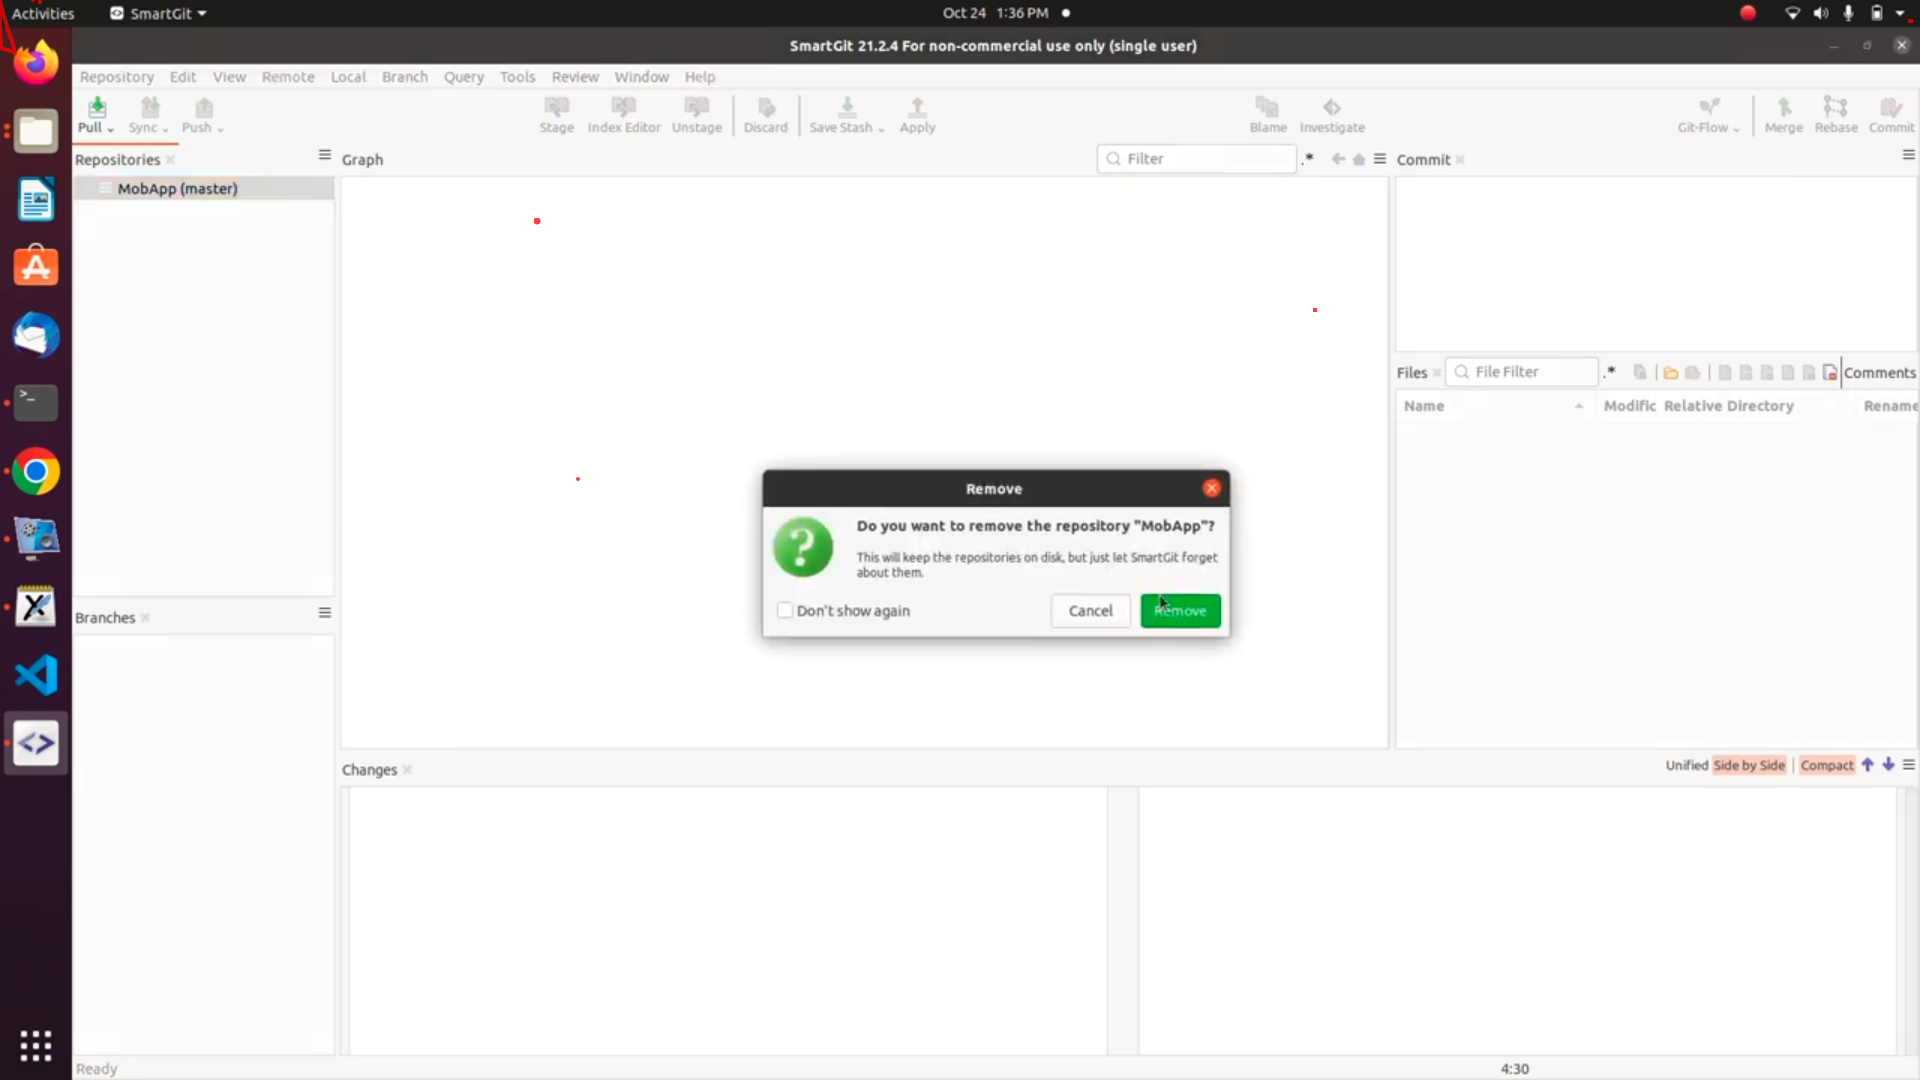 Activities SmartGit Oct 24 1:36 PM
SmartGit 21.2.4 For non-commercial use only (single user)
Repository Edit View Remote Local Branch Query Tools Review Window Help
Pull Sync Push Stage Index Editor Unstage Discard Save Stash Apply Blame Investigate Git-Flow Merge Rebase Commit
Repositories Graph Filter .* Commit
MobApp (master)
Files File Filter .* Comments
Name Modific Relative Directory Rename
Remove
Do you want to remove the repository "MobApp"?
This will keep the repositories on disk, but just let SmartGit forget
about them.
Don't show again Cancel Remove
Branches
Changes Unified Side by Side Compact
Ready 4:30